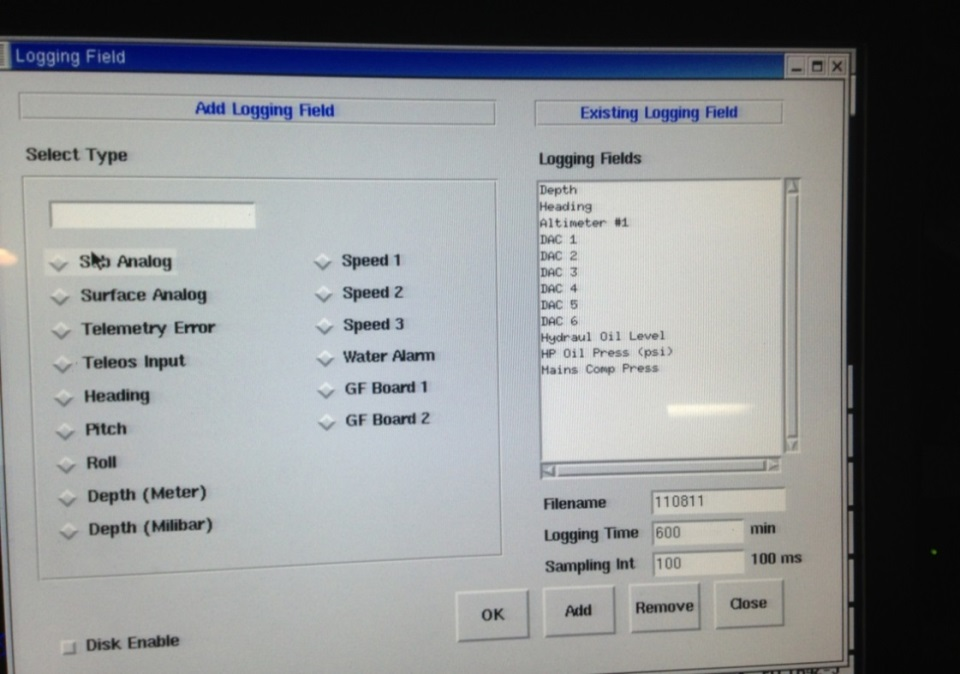 Logging Field
Add Logging Field
Select Type
Sub Analog
Surface Analog
Telemetry Error
Teleos Input
Heading
Pitch
Roll
Depth (Meter)
Depth (Milibar)
Speed 1
Speed 2
Speed 3
Water Alarm
GF Board 1
GF Board 2
Disk Enable
Existing Logging Field
Logging Fields
Depth
Heading
Altimeter #1
DAC 1
DAC 2
DAC 3
DAC 4
DAC 5
DAC 6
Hydraul Oil Level
HP Oil Press (psi)
Mains Comp Press
Filename 110811
Logging Time 600 min
Sampling Int 100 100 ms
OK Add Remove Close